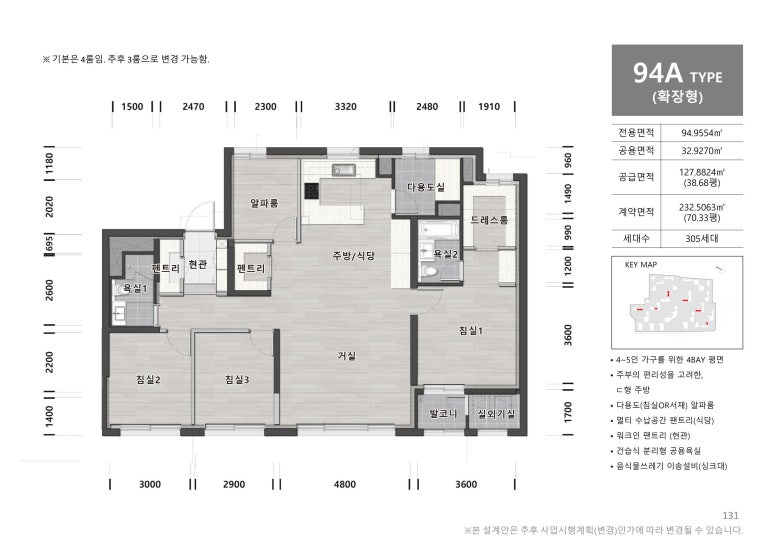 ※ 기본은 4룸임. 추후 3룸으로 변경 가능함.
94A TYPE
(확장형)
전용면적 94.9554㎡
공용면적 32.9270㎡
공급면적 127.8824㎡
(38.68평)
계약면적 232.5063㎡
(70.33평)
세대수 305세대
KEY MAP
• 4~5인 가구를 위한 4BAY 평면
• 주부의 편리성을 고려한,
ㄷ형 주방
• 다용도(침실OR서재) 알파룸
• 멀티 수납공간 팬트리(식당)
• 워크인 팬트리 (현관)
• 건습식 분리형 공용욕실
• 음식물쓰레기 이송설비(싱크대)
1500 2470 2300 3320 2480 1910
1180
2020
695
2600
2200
1400
960
1490
990
1200
3600
1700
알파룸
다용도실
드레스룸
주방/식당
욕실2
팬트리
현관
팬트리
욕실1
침실1
거실
침실2
침실3
발코니
실외기실
3000 2900 4800 3600
131
※본 설계안은 추후 사업시행계획(변경)인가에 따라 변경될 수 있습니다.